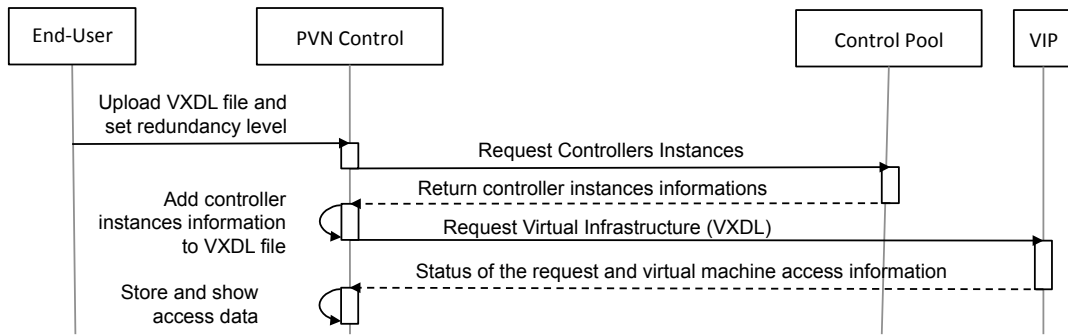 End-User
PVN Control
Control Pool
VIP
Upload VXDL file and
set redundancy level
Request Controllers Instances
Return controller instances informations
Add controller
instances information
to VXDL file
Request Virtual Infrastructure (VXDL)
Status of the request and virtual machine access information
Store and show
access data